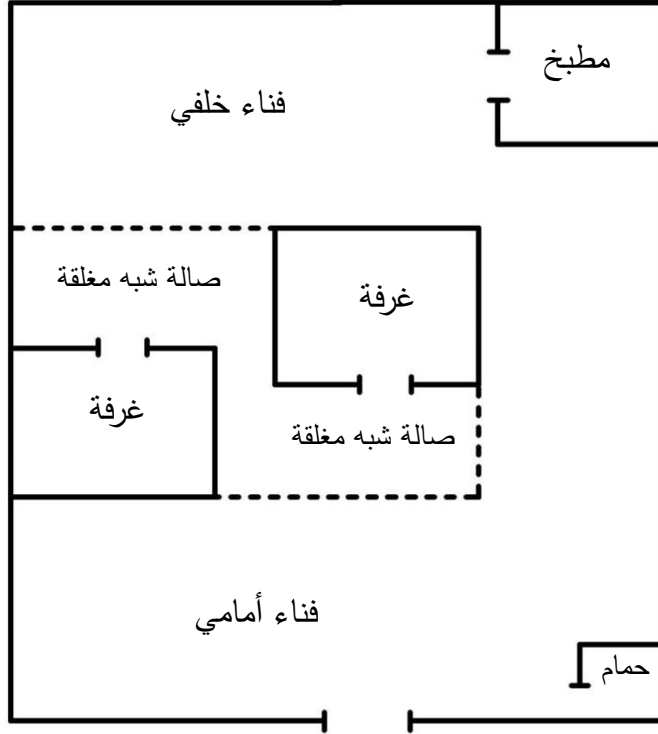 مطبخ
فناء خلفي
صالة شبه مغلقة
غرفة
غرفة
صالة شبه مغلقة
فناء أمامي
حمام